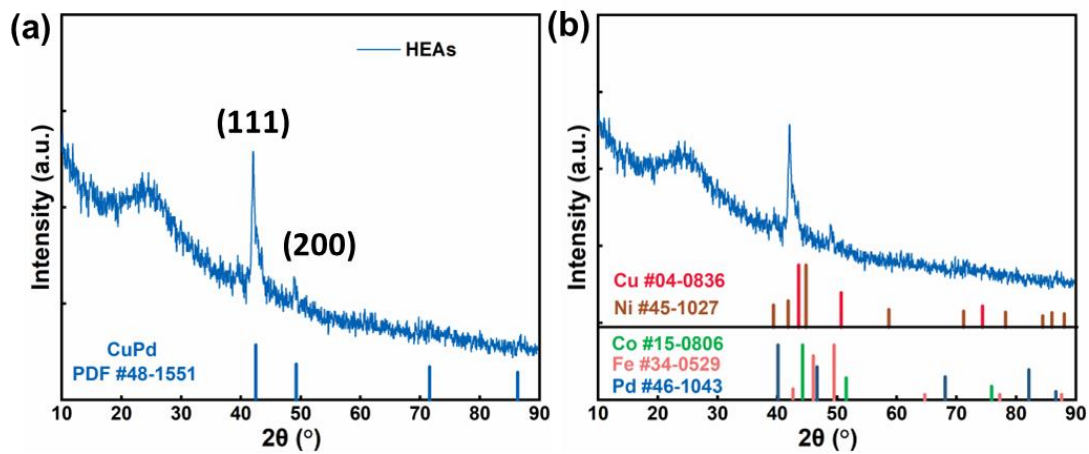 (a)
HEAs
(111)
(200)
CuPd
PDF #48-1551
Intensity (a.u.)
10 20 30 40 50 60 70 80 90
2θ (°)
(b)
Cu #04-0836
Ni #45-1027
Co #15-0806
Fe #34-0529
Pd #46-1043
Intensity (a.u.)
10 20 30 40 50 60 70 80 90
2θ (°)